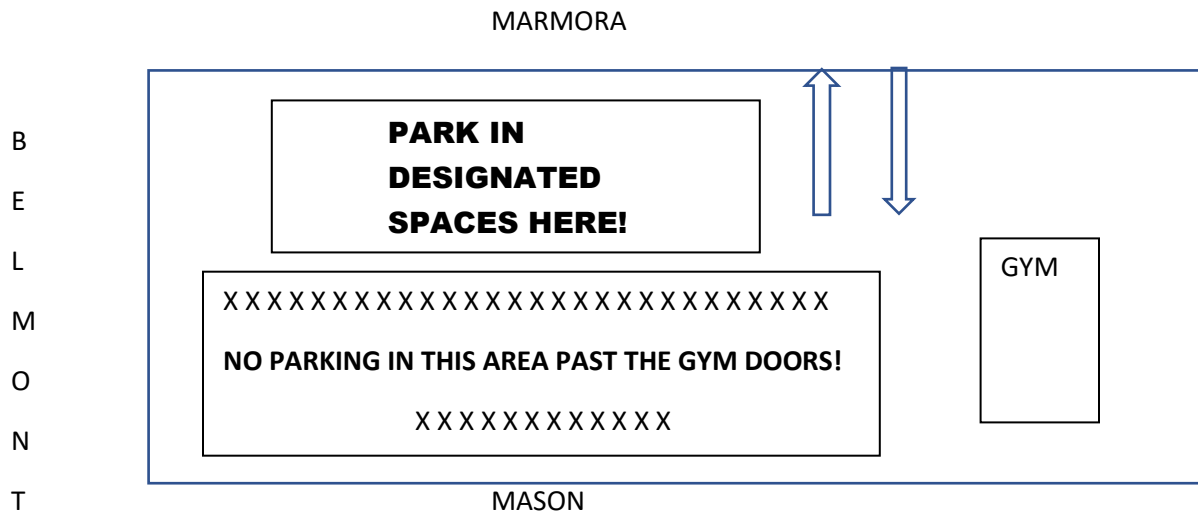 MARMORA
B
E
L
M
O
N
T
PARK IN
DESIGNATED
SPACES HERE!
GYM
X X X X X X X X X X X X X X X X X X X X X X X X X X X X
NO PARKING IN THIS AREA PAST THE GYM DOORS!
X X X X X X X X X X X X
MASON